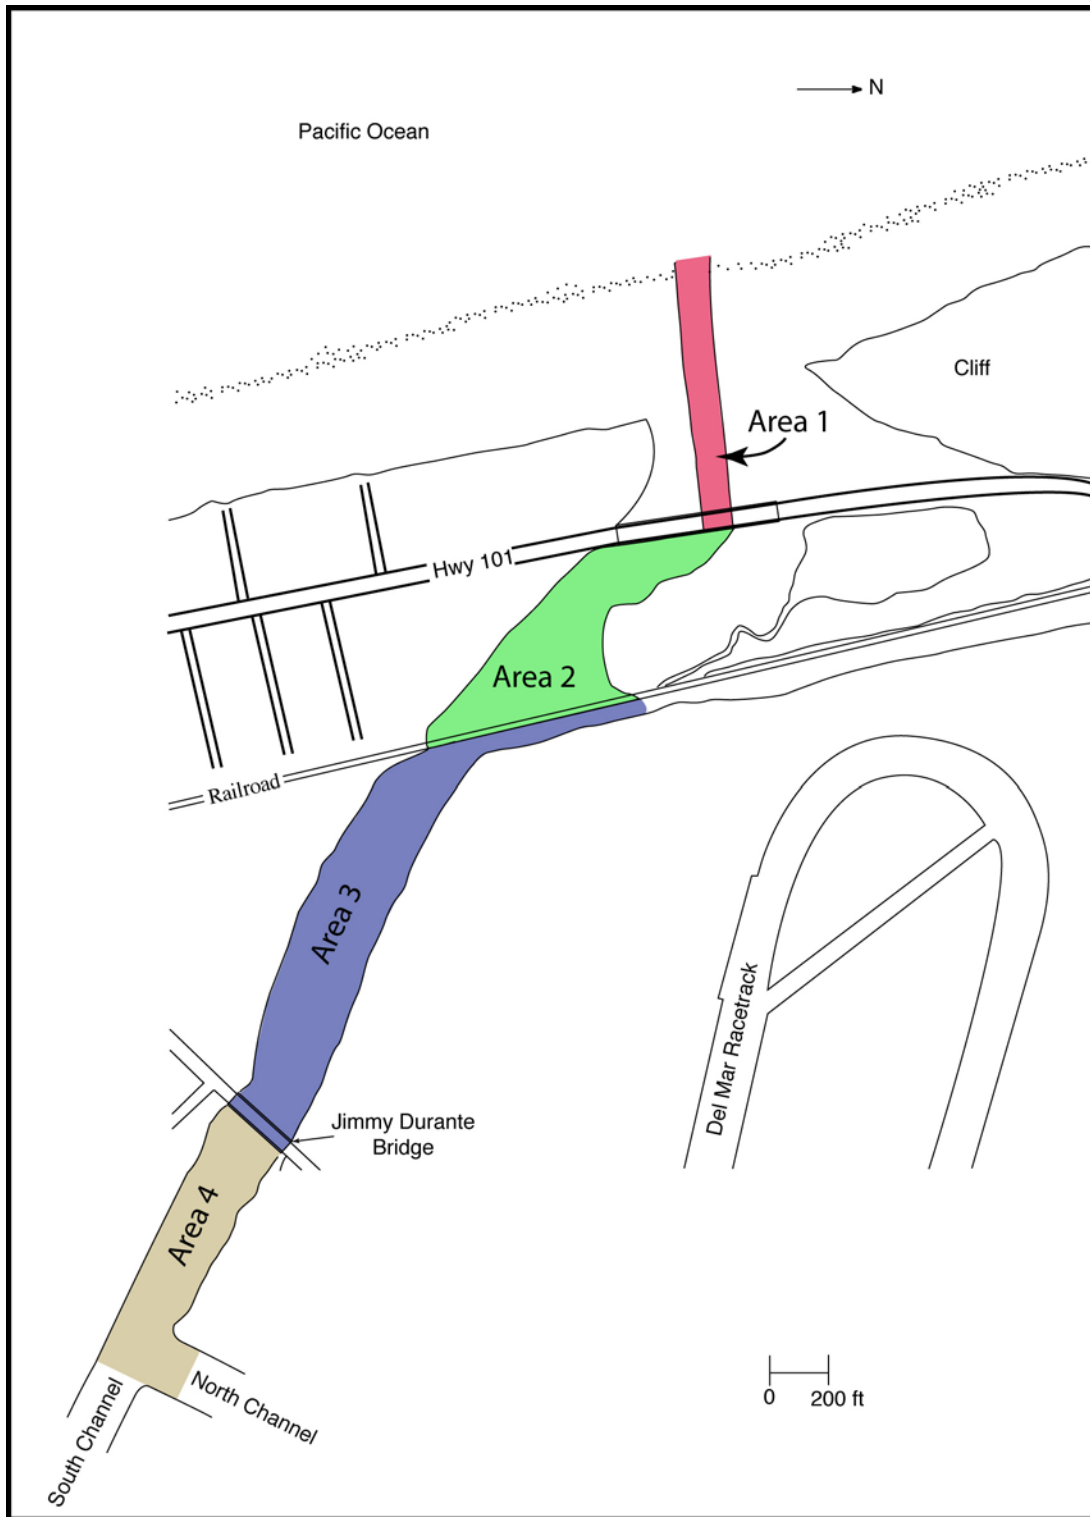 N
Pacific Ocean
Cliff
Area 1
Hwy 101
Area 2
Railroad
Area 3
Del Mar Racetrack
Jimmy Durante
Bridge
Area 4
North Channel
South Channel
0 200 ft